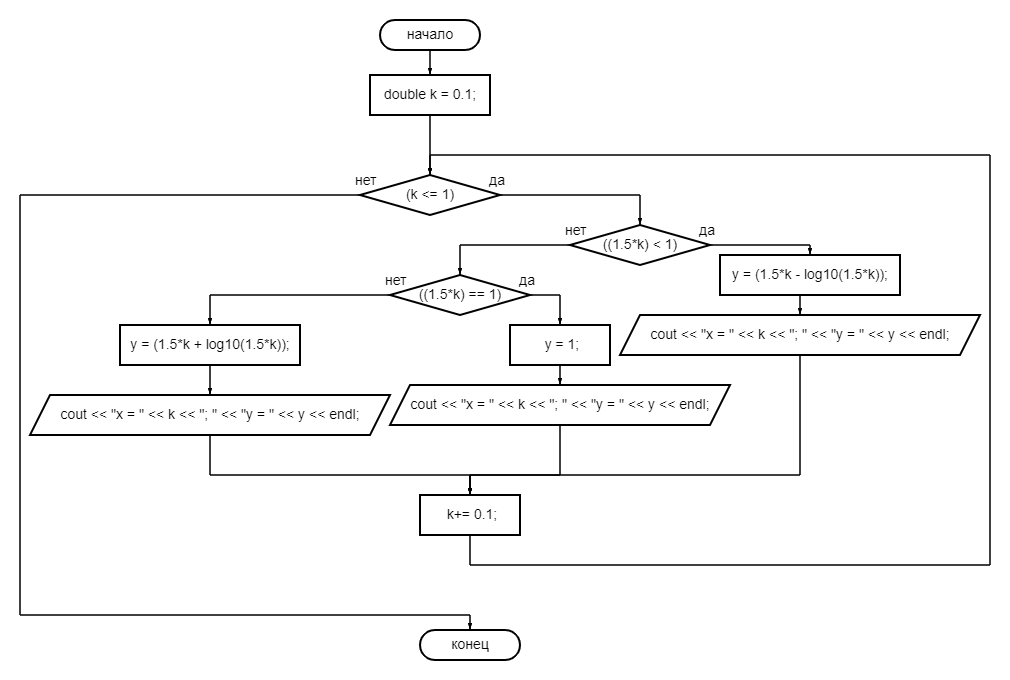 начало
double k = 0.1;
нет
да
(k <= 1)
нет
да
((1.5*k) < 1)
y = (1.5*k - log10(1.5*k));
нет
да
((1.5*k) == 1)
cout << "x = " << k << "; " << "y = " << y << endl;
y = (1.5*k + log10(1.5*k));
y = 1;
cout << "x = " << k << "; " << "y = " << y << endl;
cout << "x = " << k << "; " << "y = " << y << endl;
k+= 0.1;
конец